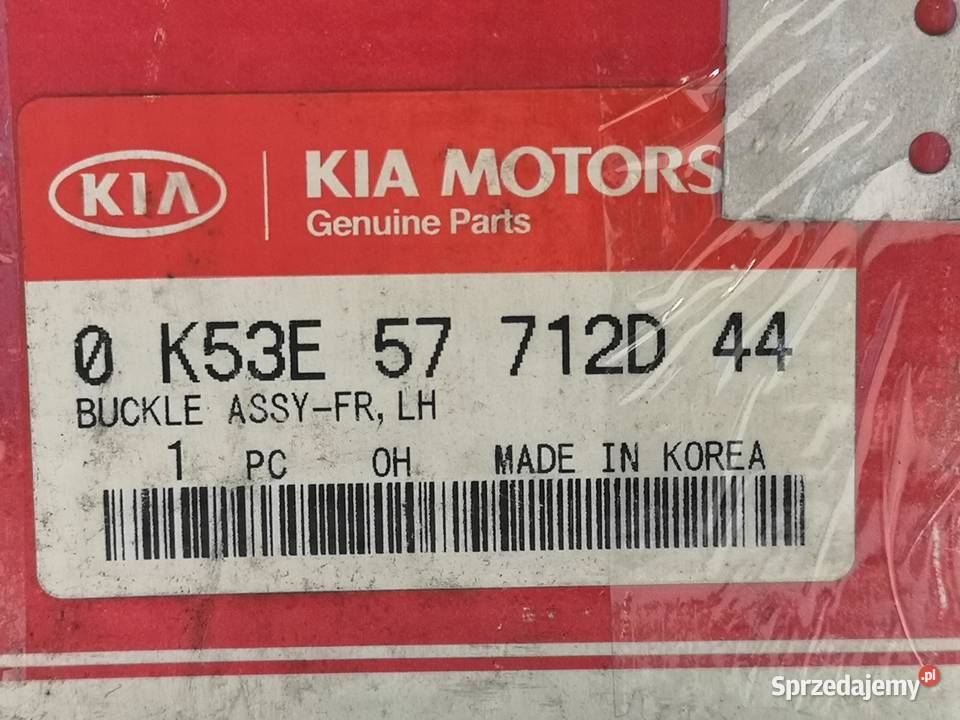 KIA
KIA MOTORS
Genuine Parts
0 K53E 57 712D 44
BUCKLE ASSY-FR, LH
1 PC OH MADE IN KOREA
Sprzedajemy.pl